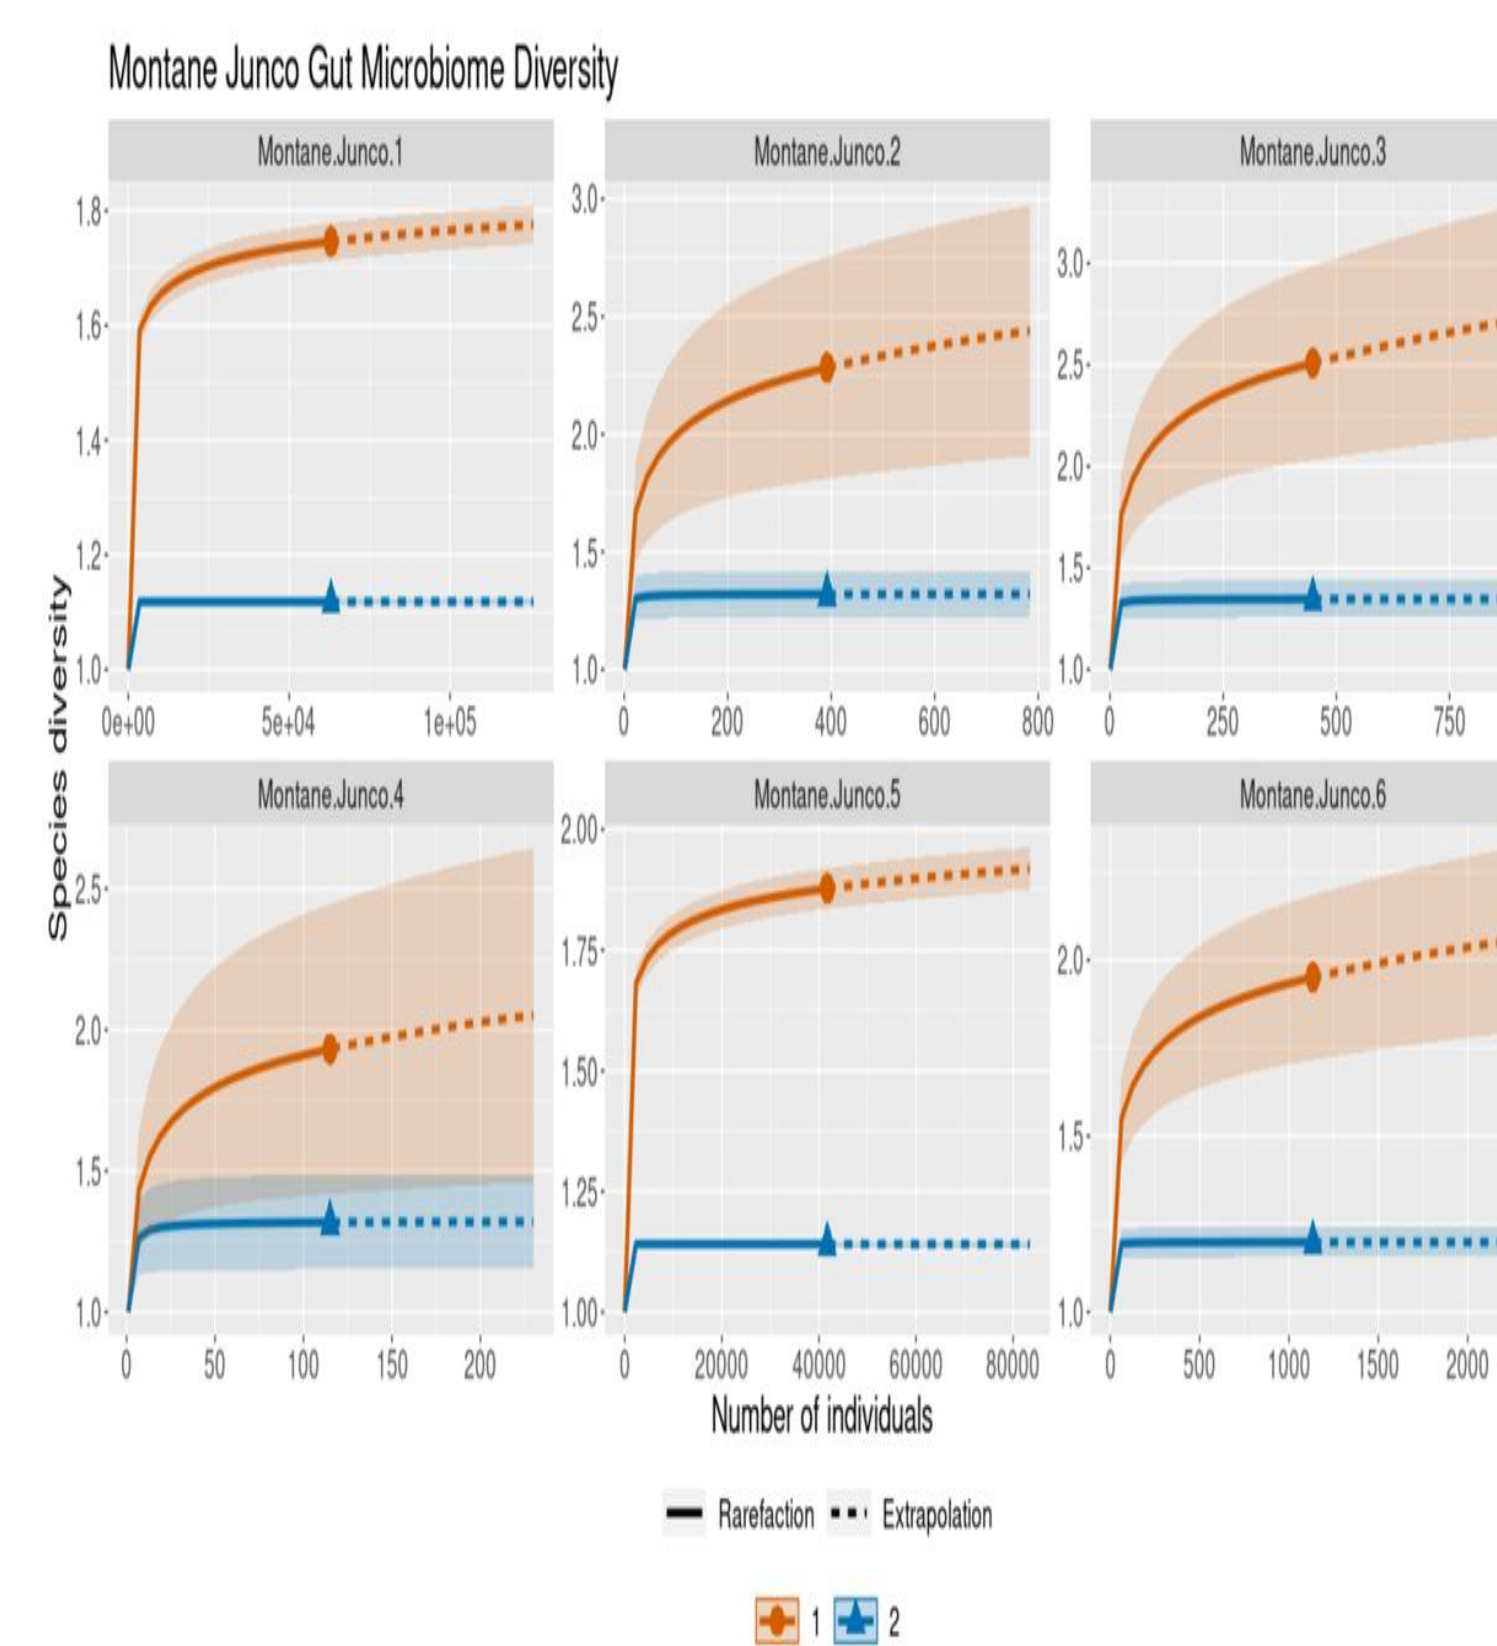 Montane Junco Gut Microbiome Diversity
Montane.Junco.1
Montane.Junco.2
Montane.Junco.3
1.8
1.6
1.4
1.2
1.0
3.0
2.5
2.0
1.5
1.0
3.0
2.5
2.0
1.5
1.0
0e+00 5e+04 1e+05
0 200 400 600 800
0 250 500 750
Species diversity
Montane.Junco.4
Montane.Junco.5
Montane.Junco.6
2.5
2.0
1.5
1.0
2.00
1.75
1.50
1.25
1.00
2.0
1.5
1.0
0 50 100 150 200
0 20000 40000 60000 80000
0 500 1000 1500 2000
Number of individuals
Rarefaction Extrapolation
1 2